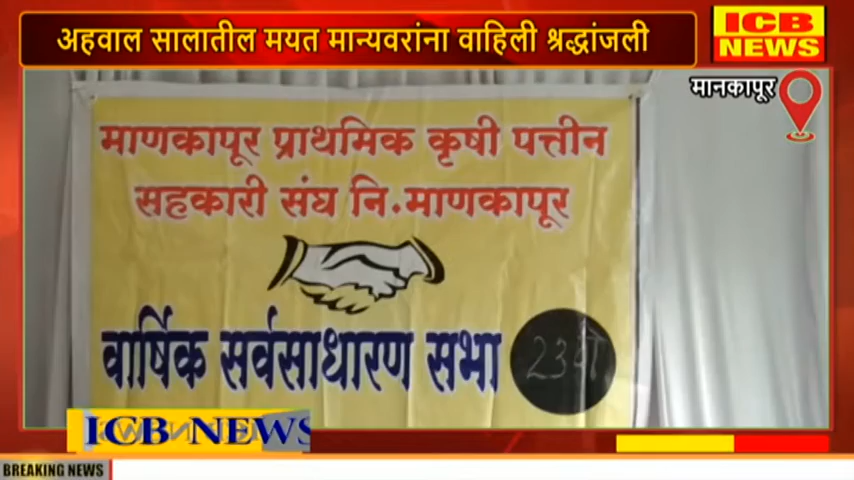 अहवाल सालातील मयत मान्यवरांना वाहिली श्रद्धांजली
ICB
NEWS
मानकापूर
माणकापूर प्राथमिक कृषी पत्तीन
सहकारी संघ नि.माणकापूर
वार्षिक सर्वसाधारण सभा
23वी
ICB NEWS
BREAKING NEWS